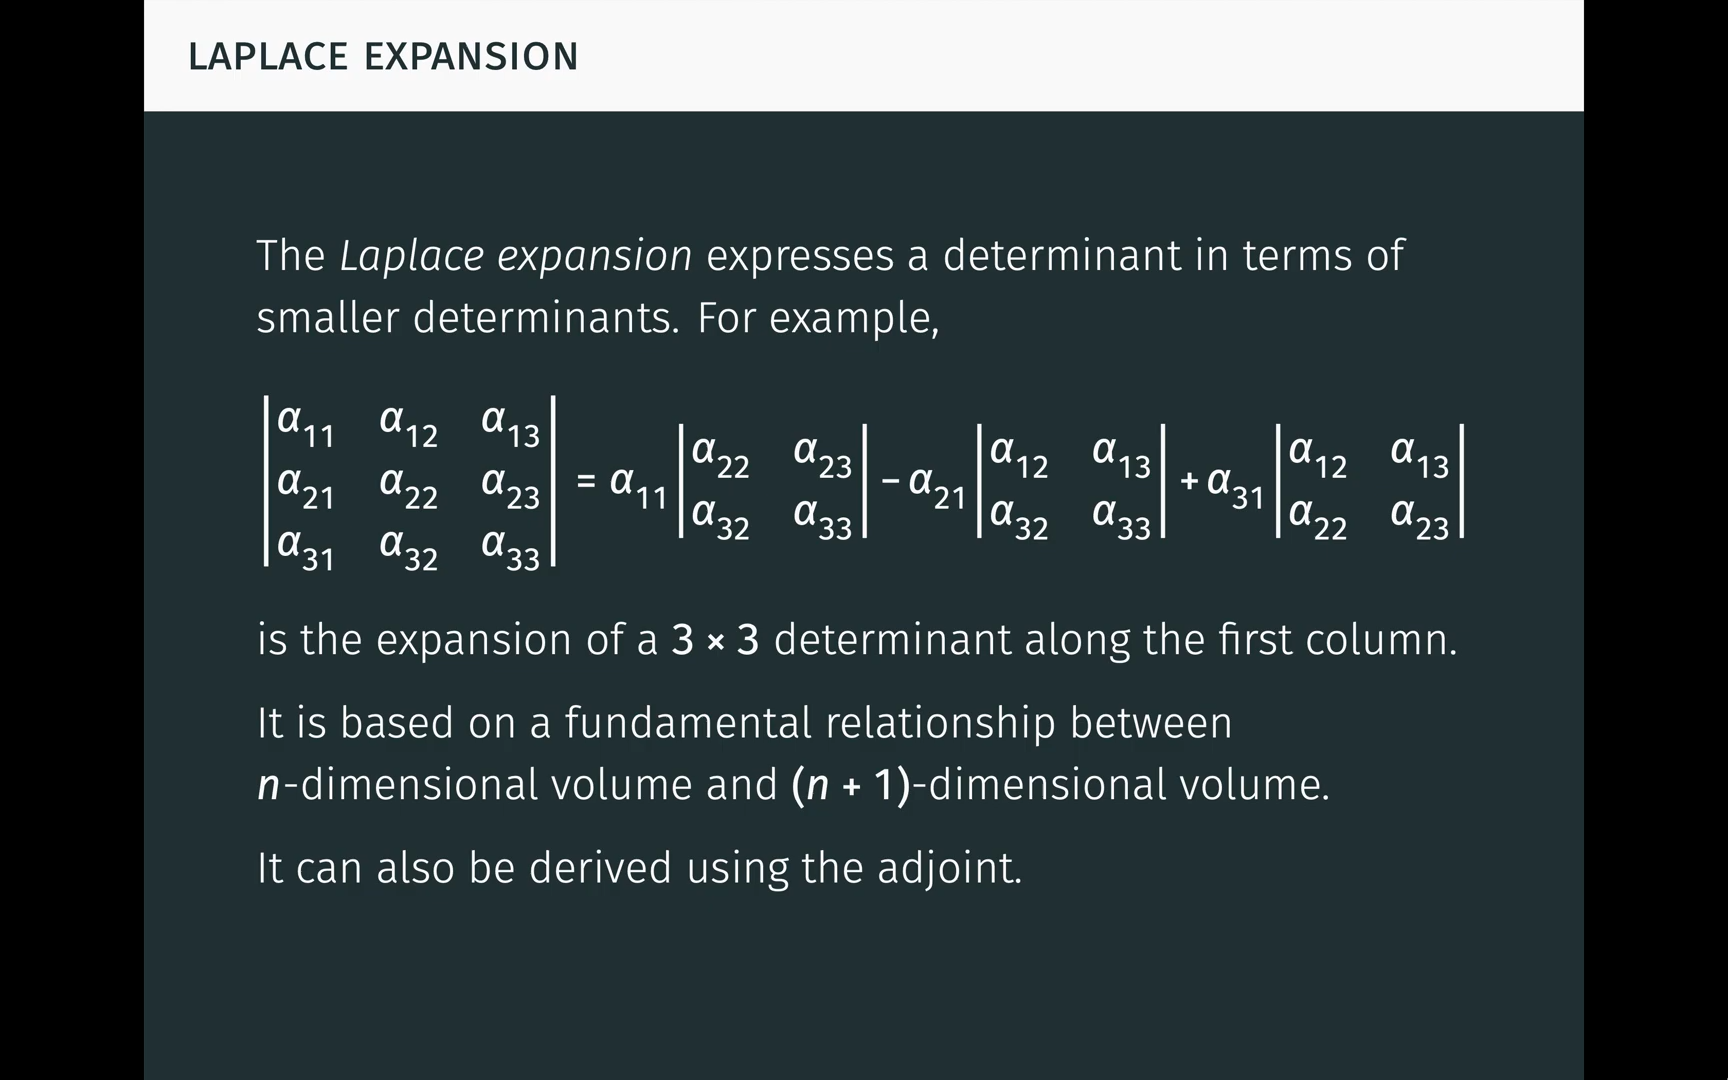 LAPLACE EXPANSION
The Laplace expansion expresses a determinant in terms of
smaller determinants. For example,
|α₁₁ α₁₂ α₁₃|
|α₂₁ α₂₂ α₂₃| = α₁₁ |α₂₂ α₂₃; α₃₂ α₃₃| − α₂₁ |α₁₂ α₁₃; α₃₂ α₃₃| + α₃₁ |α₁₂ α₁₃; α₂₂ α₂₃|
|α₃₁ α₃₂ α₃₃|
is the expansion of a 3 × 3 determinant along the first column.
It is based on a fundamental relationship between
n-dimensional volume and (n + 1)-dimensional volume.
It can also be derived using the adjoint.